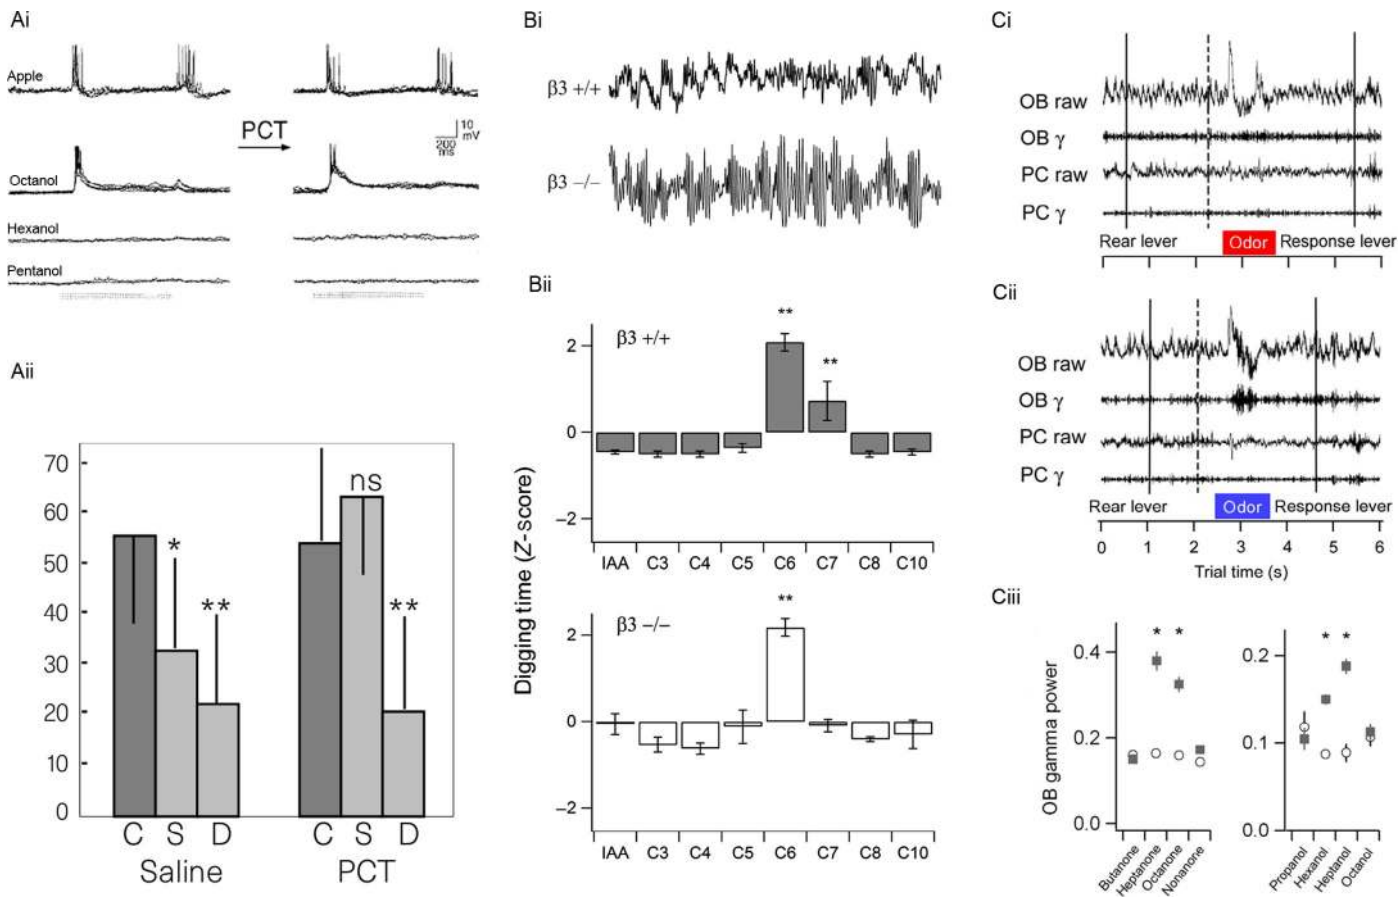 Ai
Apple
PCT
10
mV
200
ms
Octanol
Hexanol
Pentanol
Aii
70
60
50
40
30
20
10
0
ns
*
**
**
C S D C S D
Saline PCT
Bi
β3 +/+
β3 −/−
Bii
Digging time (Z-score)
β3 +/+
**
**
2
0
−2
IAA C3 C4 C5 C6 C7 C8 C10
β3 −/−
**
2
0
−2
IAA C3 C4 C5 C6 C7 C8 C10
Ci
OB raw
OB γ
PC raw
PC γ
Rear lever Odor Response lever
Cii
OB raw
OB γ
PC raw
PC γ
Rear lever Odor Response lever
0 1 2 3 4 5 6
Trial time (s)
Ciii
OB gamma power
* *
0.4
0.2
0.0
Butanone
Heptanone
Octanone
Nonanone
* *
0.2
0.1
0.0
Propanol
Hexanol
Heptanol
Octanol